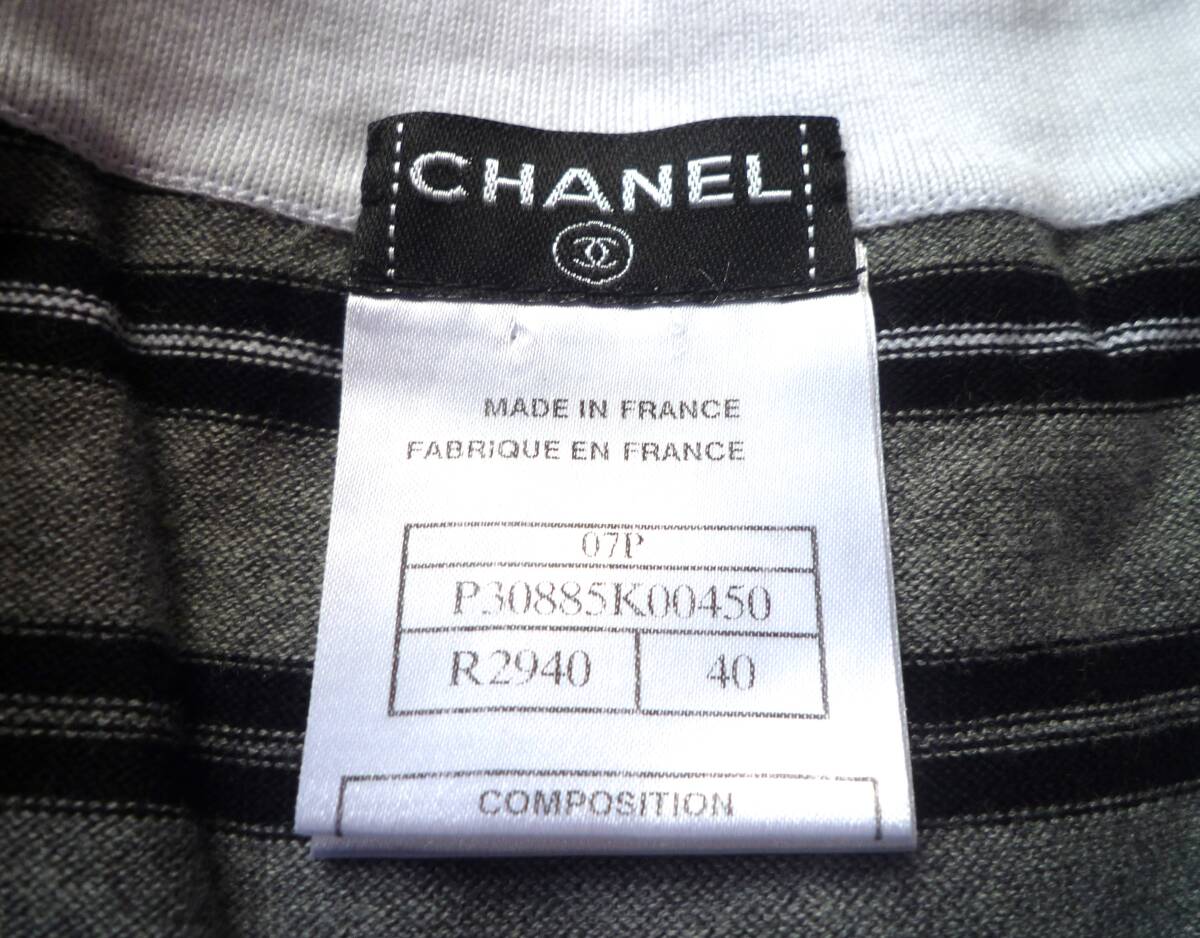 CHANEL
MADE IN FRANCE
FABRIQUE EN FRANCE
07P
P30885K00450
R2940 40
COMPOSITION